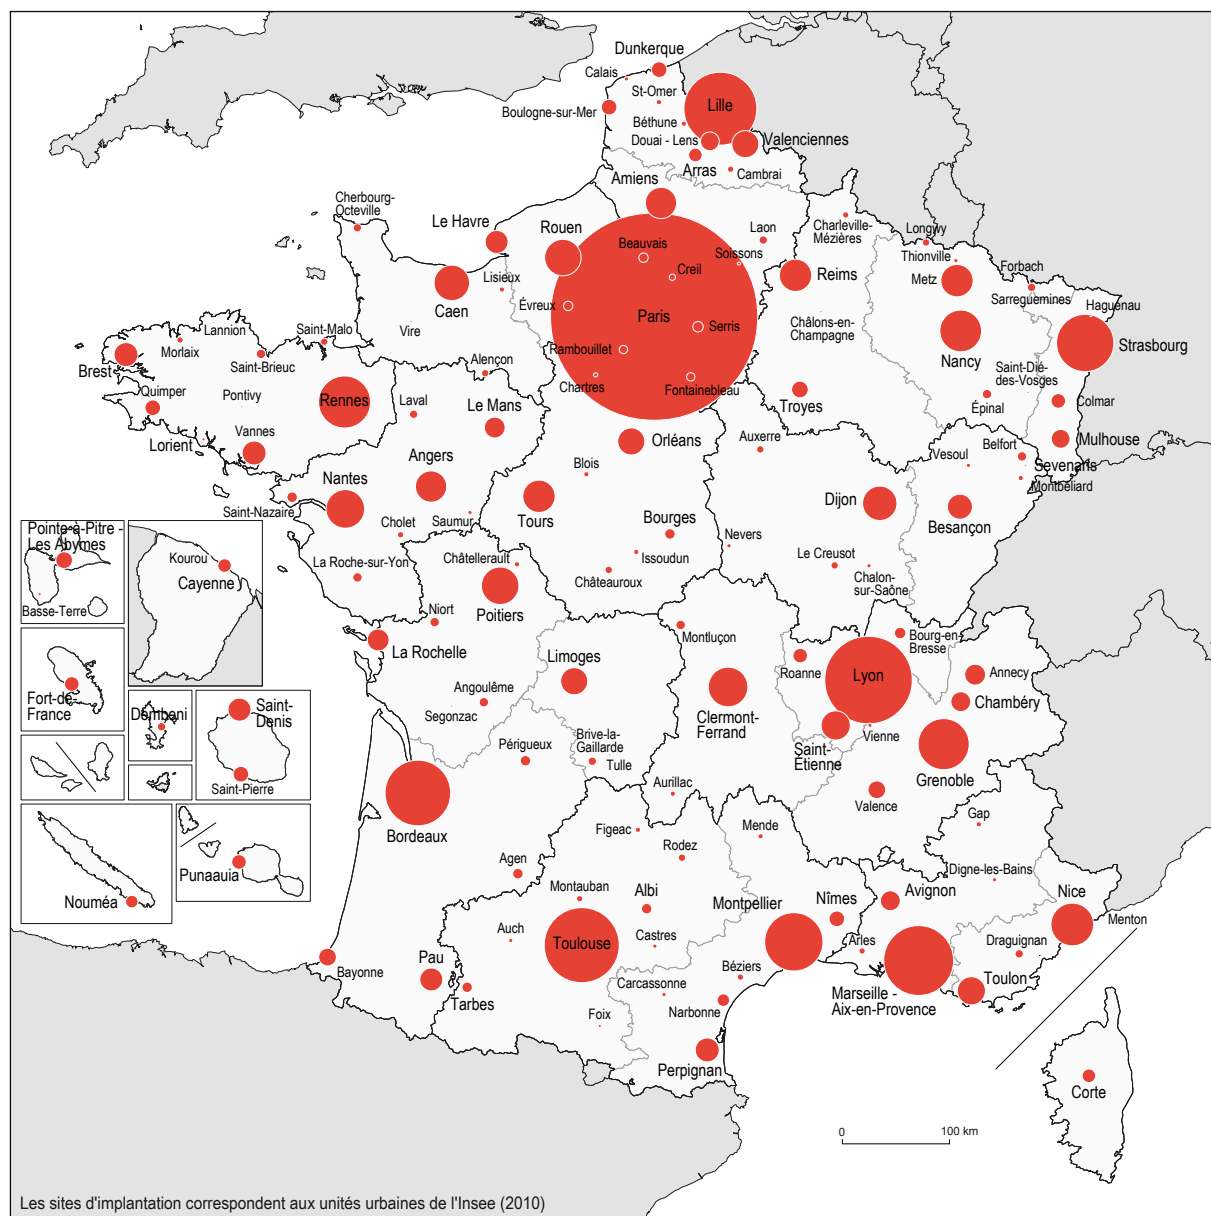 Dunkerque
Calais
St-Omer
Lille
Boulogne-sur-Mer
Béthune
Douai - Lens
Valenciennes
Arras
Cambrai
Amiens
Cherbourg-
Octeville
Le Havre
Rouen
Laon
Charleville-
Mézières
Longwy
Beauvais
Soissons
Thionville
Creil
Reims
Metz
Forbach
Lisieux
Sarreguemines
Haguenau
Caen
Évreux
Paris
Serris
Châlons-en-
Champagne
Lannion
Saint-Malo
Vire
Nancy
Strasbourg
Morlaix
Rambouillet
Saint-Brieuc
Alençon
Saint-Dié-
des-Vosges
Brest
Chartres
Fontainebleau
Quimper
Pontivy
Rennes
Laval
Le Mans
Troyes
Épinal
Colmar
Lorient
Vannes
Orléans
Auxerre
Belfort
Mulhouse
Angers
Blois
Vesoul
Sevenans
Nantes
Montbéliard
Saint-Nazaire
Cholet
Saumur
Tours
Bourges
Dijon
Besançon
Pointe-à-Pitre -
Les Abymes
Kourou
Cayenne
Basse-Terre
La Roche-sur-Yon
Châtellerault
Issoudun
Nevers
Le Creusot
Châteauroux
Chalon-
sur-Saône
Poitiers
Niort
Montluçon
Bourg-en-
Bresse
La Rochelle
Limoges
Roanne
Lyon
Annecy
Fort-de-
France
Dembeni
Saint-
Denis
Angoulême
Segonzac
Clermont-
Ferrand
Chambéry
Saint-Pierre
Périgueux
Brive-la-
Gaillarde
Tulle
Saint-
Étienne
Vienne
Grenoble
Aurillac
Valence
Bordeaux
Figeac
Mende
Gap
Rodez
Punaauia
Agen
Digne-les-Bains
Nouméa
Montauban
Albi
Montpellier
Nîmes
Avignon
Nice
Menton
Auch
Toulouse
Castres
Arles
Draguignan
Bayonne
Pau
Tarbes
Béziers
Carcassonne
Narbonne
Marseille -
Aix-en-Provence
Toulon
Foix
Perpignan
Corte
0 100 km
Les sites d'implantation correspondent aux unités urbaines de l'Insee (2010)